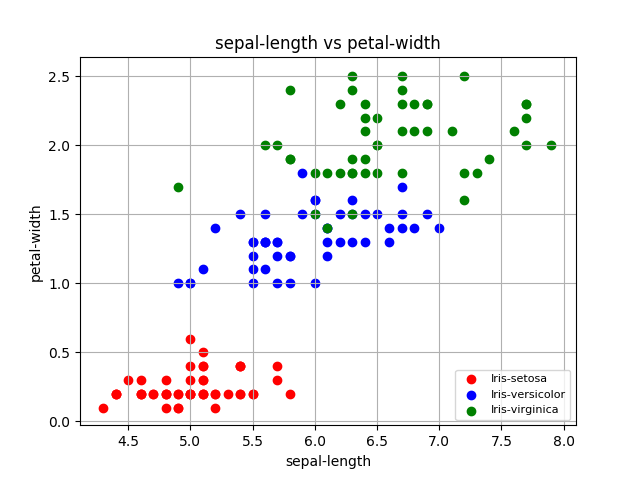 sepal-length vs petal-width
petal-width
2.5
2.0
1.5
1.0
0.5
0.0
Iris-setosa
Iris-versicolor
Iris-virginica
4.5 5.0 5.5 6.0 6.5 7.0 7.5 8.0
sepal-length